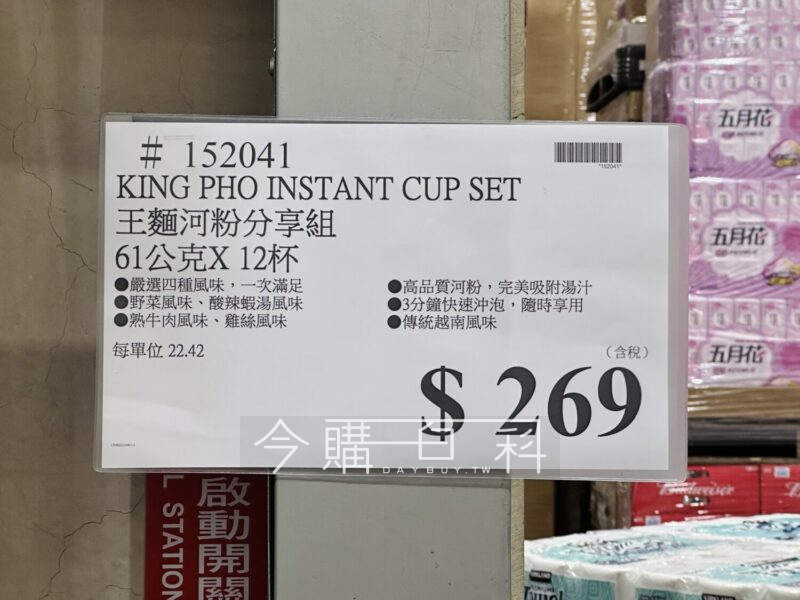 # 152041
*152041*
KING PHO INSTANT CUP SET
王麵河粉分享組
61公克X 12杯
●嚴選四種風味，一次滿足
●野菜風味、酸辣蝦湯風味
●熟牛肉風味、雞絲風味
●高品質河粉，完美吸附湯汁
●3分鐘快速沖泡，隨時享用
●傳統越南風味
每單位 22.42
（含稅）
$ 269
今購百科
DAYBUY.TW
啟動開關
L STATION
五月花
五月花
五月花
Budweiser
KIRKLAND
Towel